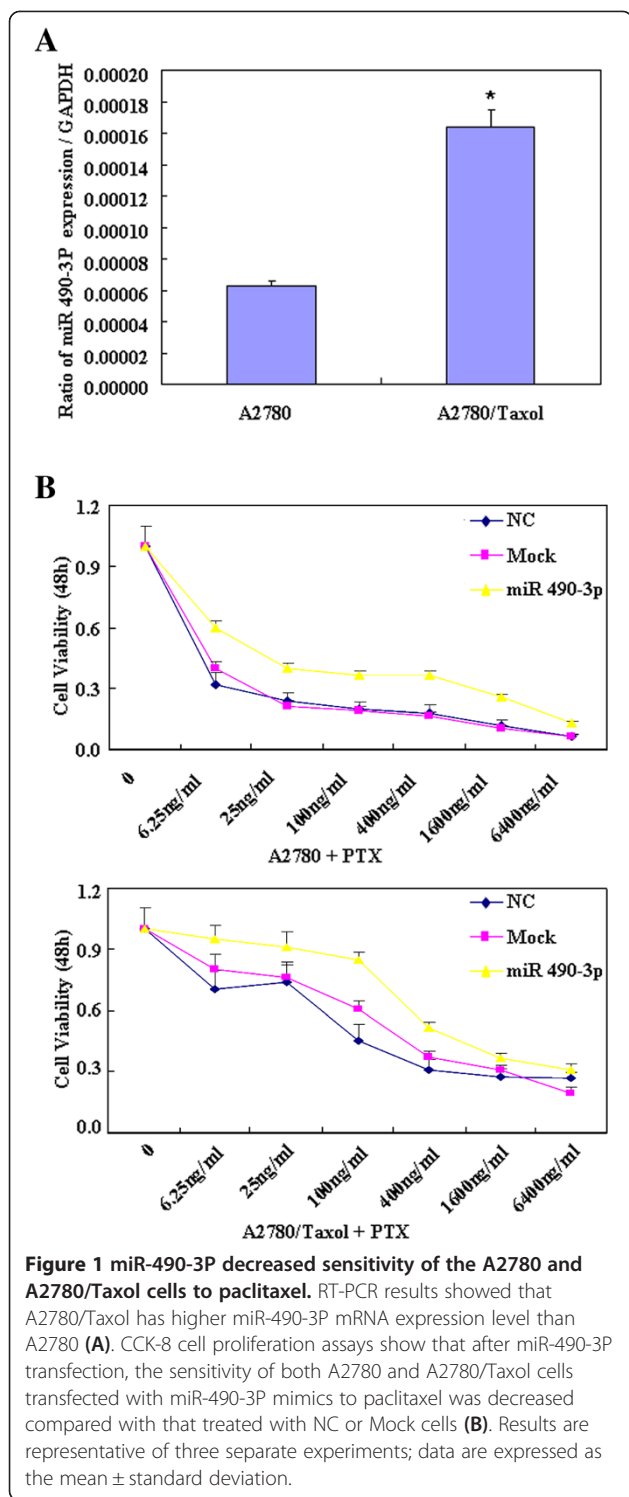 A
Ratio of miR 490-3P expression / GAPDH
0.00020
0.00018
0.00016
0.00014
0.00012
0.00010
0.00008
0.00006
0.00004
0.00002
0.00000
*
A2780
A2780/Taxol
B
Cell Viability (48h)
1.2
0.9
0.6
0.3
0.0
NC
Mock
miR 490-3p
0
6.25ng/ml
25ng/ml
100ng/ml
400ng/ml
1600ng/ml
6400ng/ml
A2780 + PTX
Cell Viability (48h)
1.2
0.9
0.6
0.3
0.0
NC
Mock
miR 490-3p
0
6.25ng/ml
25ng/ml
100ng/ml
400ng/ml
1600ng/ml
6400ng/ml
A2780/Taxol + PTX
Figure 1 miR-490-3P decreased sensitivity of the A2780 and
A2780/Taxol cells to paclitaxel. RT-PCR results showed that
A2780/Taxol has higher miR-490-3P mRNA expression level than
A2780 (A). CCK-8 cell proliferation assays show that after miR-490-3P
transfection, the sensitivity of both A2780 and A2780/Taxol cells
transfected with miR-490-3P mimics to paclitaxel was decreased
compared with that treated with NC or Mock cells (B). Results are
representative of three separate experiments; data are expressed as
the mean ± standard deviation.